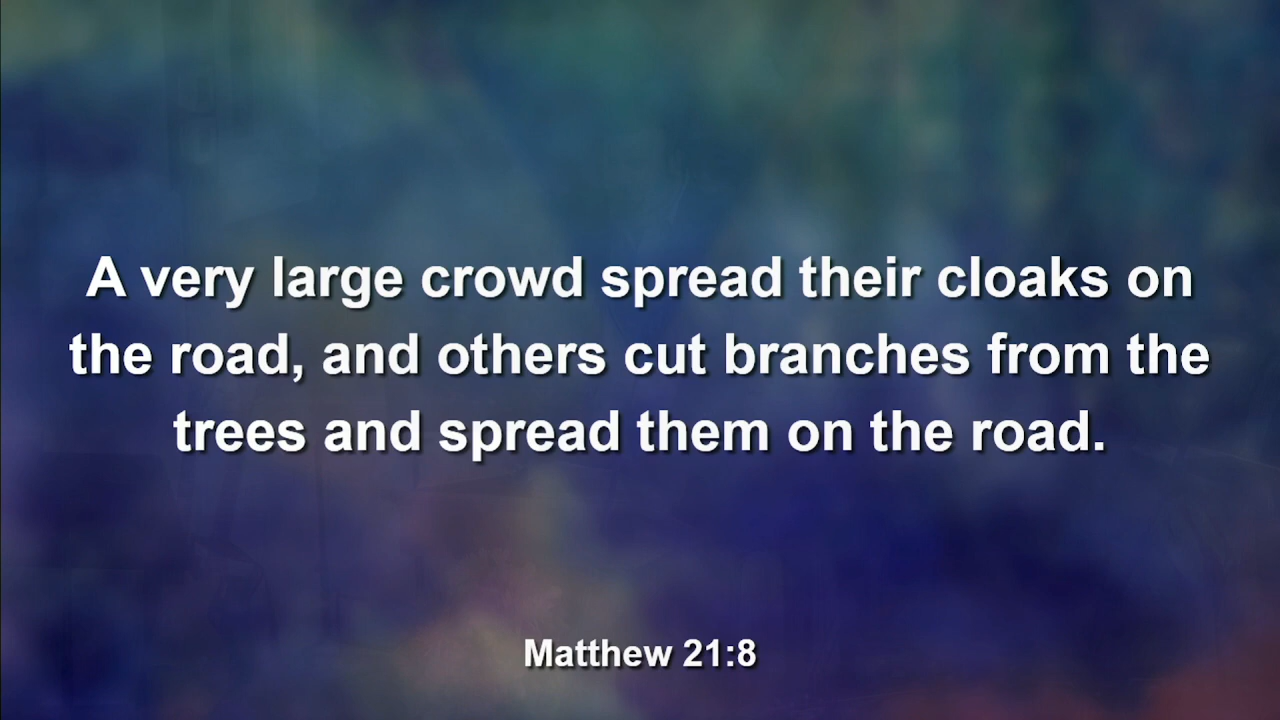 A very large crowd spread their cloaks on
the road, and others cut branches from the
trees and spread them on the road.
Matthew 21:8